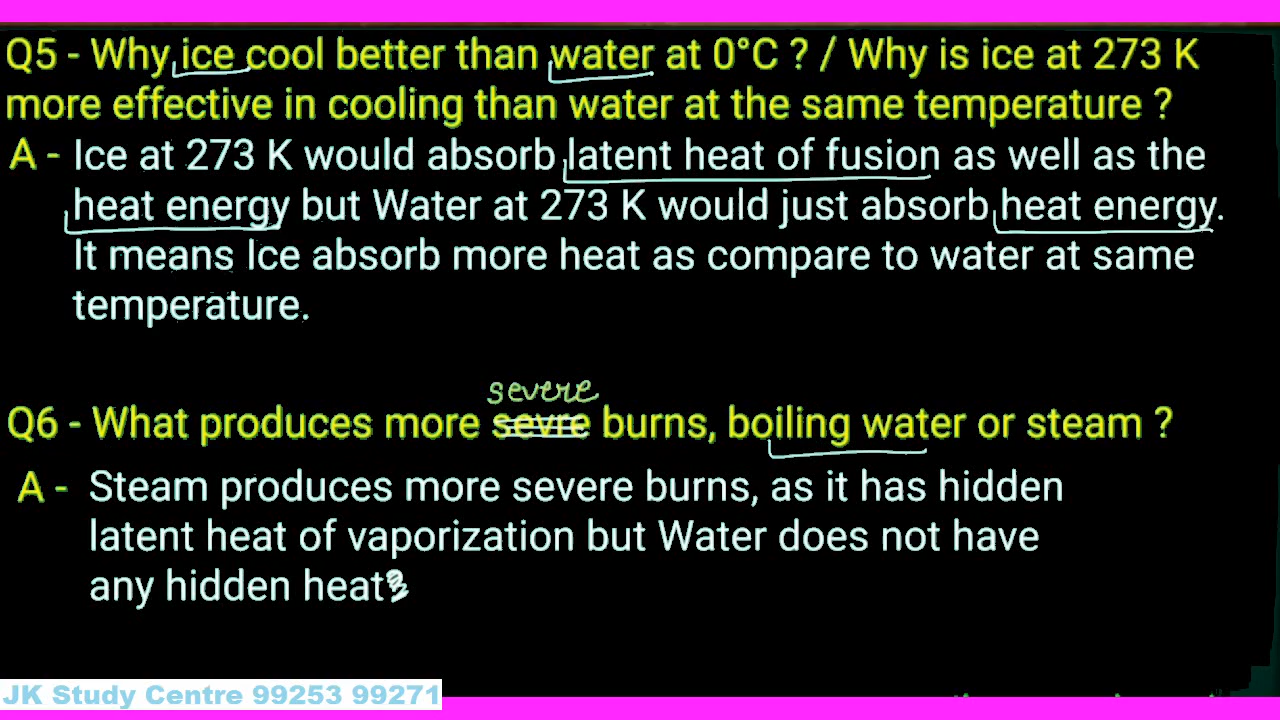 Q5 - Why ice cool better than water at 0°C ? / Why is ice at 273 K
more effective in cooling than water at the same temperature ?
A - Ice at 273 K would absorb latent heat of fusion as well as the
heat energy but Water at 273 K would just absorb heat energy.
It means Ice absorb more heat as compare to water at same
temperature.
severe
Q6 - What produces more sevre burns, boiling water or steam ?
A - Steam produces more severe burns, as it has hidden
latent heat of vaporization but Water does not have
any hidden heat
JK Study Centre 99253 99271